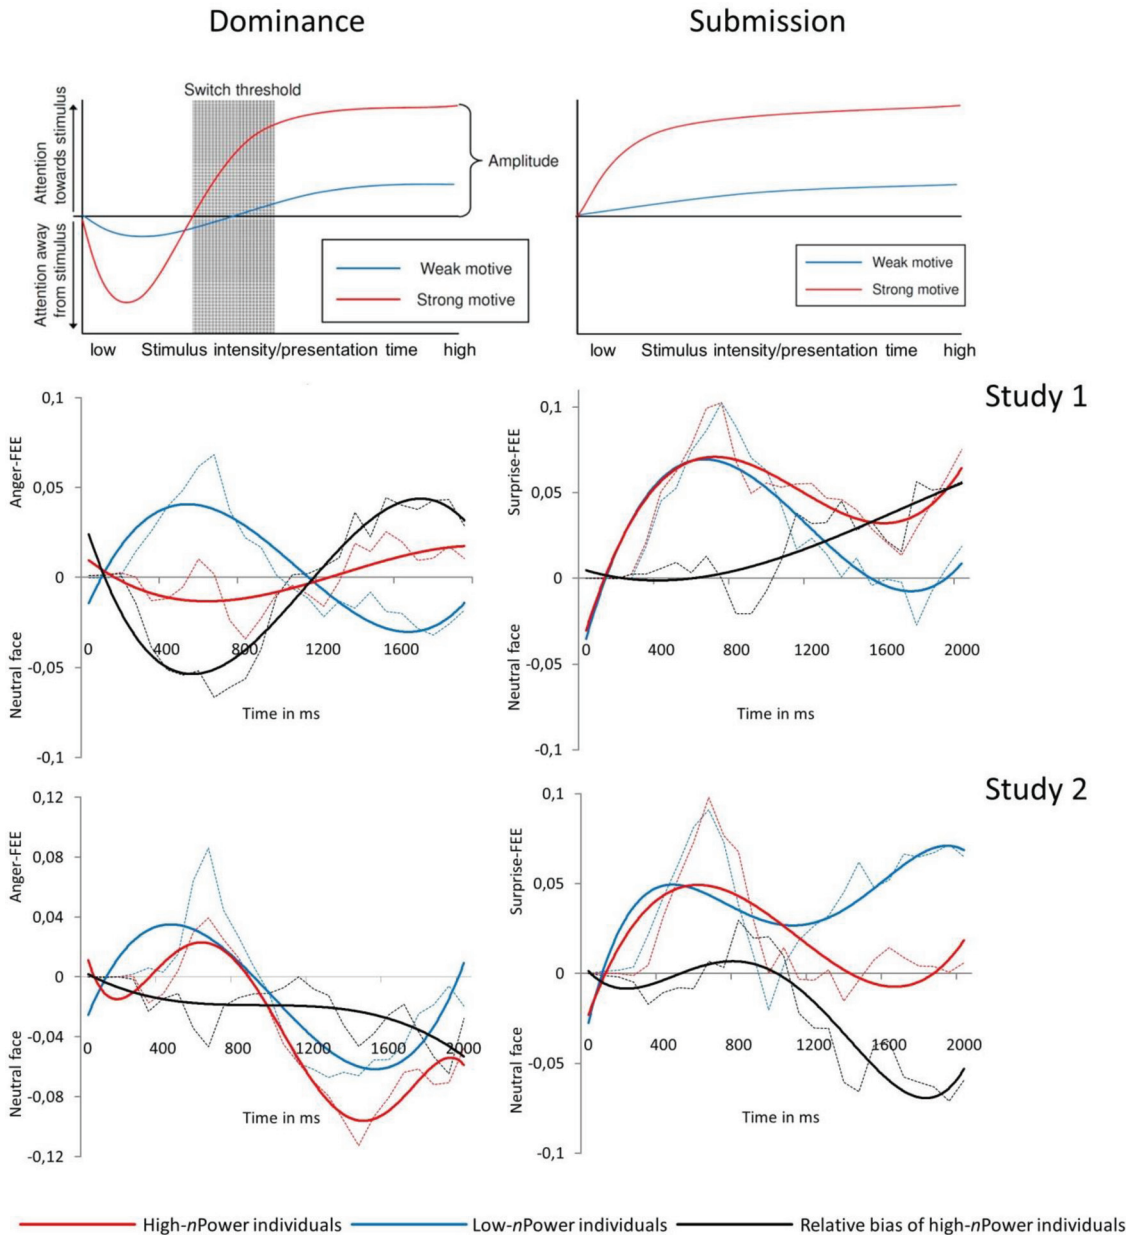 Dominance
Submission
Switch threshold
Attention
towards stimulus
Attention away
from stimulus
Amplitude
Weak motive
Strong motive
low Stimulus intensity/presentation time high
Weak motive
Strong motive
low Stimulus intensity/presentation time high
Study 1
0,1
0,05
0
-0,05
-0,1
Anger-FEE
Neutral face
0 400 800 1200 1600
Time in ms
0,1
0,05
0
-0,05
-0,1
Surprise-FEE
Neutral face
0 400 800 1200 1600 2000
Time in ms
Study 2
0,12
0,08
0,04
0
-0,04
-0,08
-0,12
Anger-FEE
Neutral face
0 400 800 1200 1600 2000
Time in ms
0,1
0,05
0
-0,05
-0,1
Surprise-FEE
Neutral face
0 400 800 1200 1600 2000
Time in ms
High-nPower individuals Low-nPower individuals Relative bias of high-nPower individuals